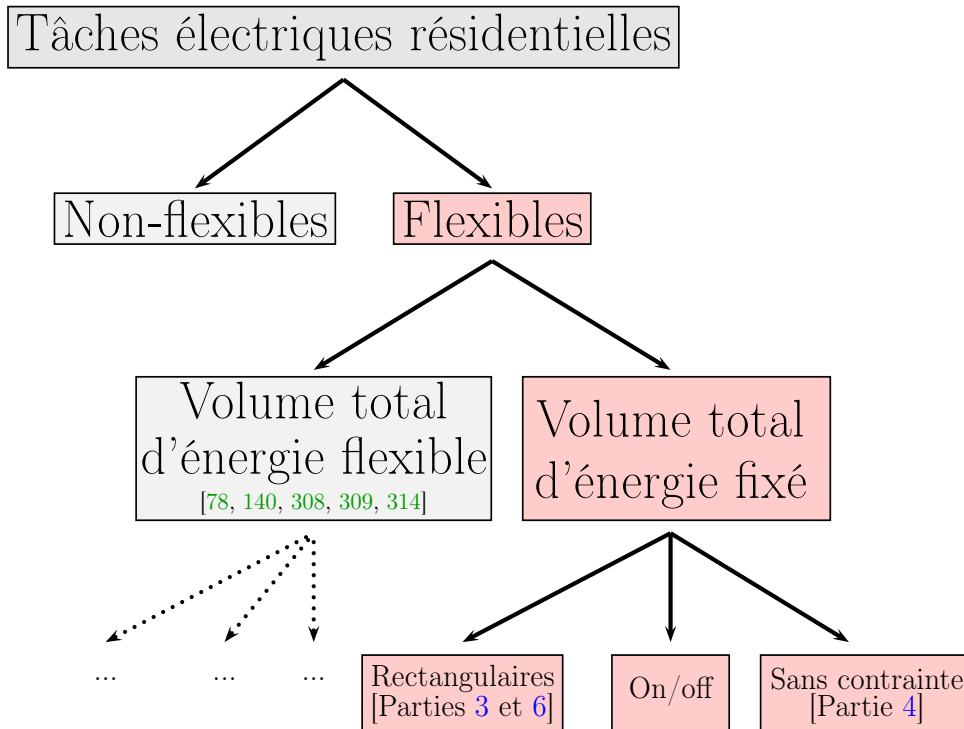 Tâches électriques résidentielles
Non-flexibles
Flexibles
Volume total
d'énergie flexible
[78, 140, 308, 309, 314]
Volume total
d'énergie fixé
...
...
...
Rectangulaires
[Parties 3 et 6]
On/off
Sans contrainte
[Partie 4]